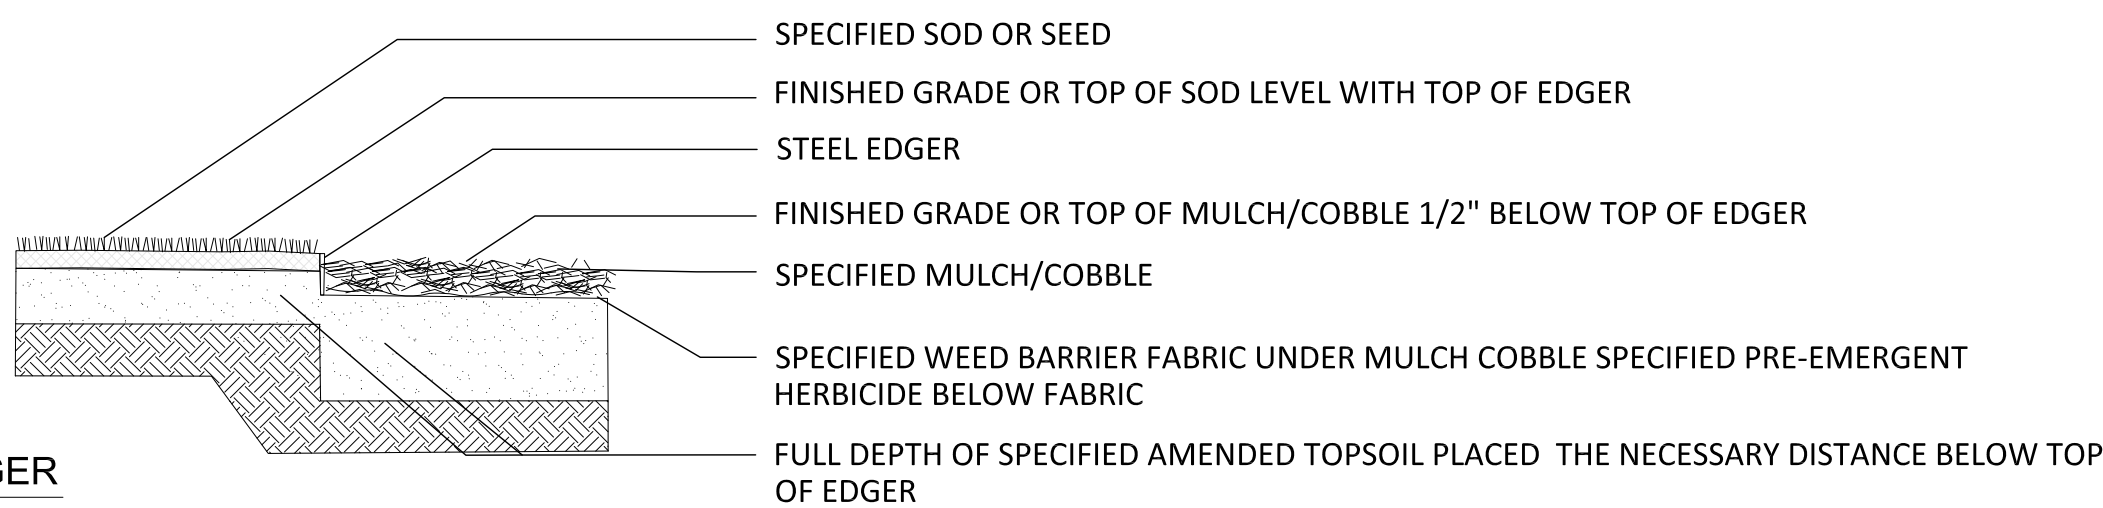 SPECIFIED SOD OR SEED
FINISHED GRADE OR TOP OF SOD LEVEL WITH TOP OF EDGER
STEEL EDGER
FINISHED GRADE OR TOP OF MULCH/COBBLE 1/2" BELOW TOP OF EDGER
SPECIFIED MULCH/COBBLE
SPECIFIED WEED BARRIER FABRIC UNDER MULCH COBBLE SPECIFIED PRE-EMERGENT
HERBICIDE BELOW FABRIC
FULL DEPTH OF SPECIFIED AMENDED TOPSOIL PLACED  THE NECESSARY DISTANCE BELOW TOP
OF EDGER